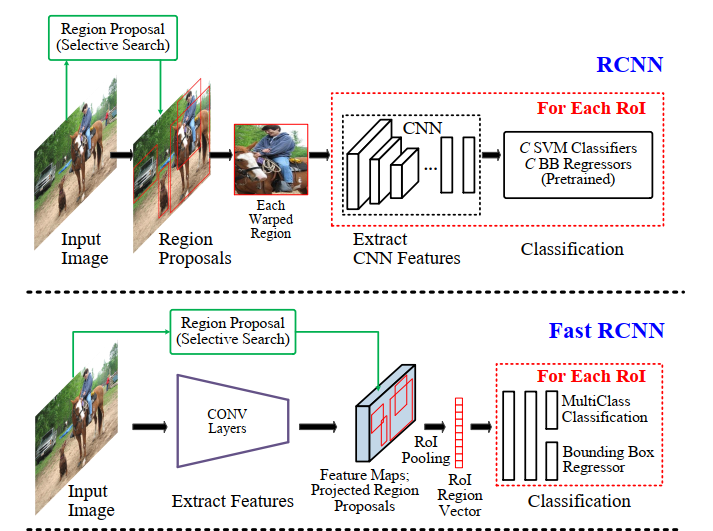 Region Proposal
(Selective Search)
RCNN
For Each RoI
CNN
...
C SVM Classifiers
C BB Regressors
(Pretrained)
Each
Warped
Region
Input
Image
Region
Proposals
Extract
CNN Features
Classification
Region Proposal
(Selective Search)
Fast RCNN
For Each RoI
CONV
Layers
MultiClass
Classification
Bounding Box
Regressor
RoI
Pooling
Feature Maps;
Projected Region
Proposals
RoI
Region
Vector
Input
Image
Extract Features
Classification